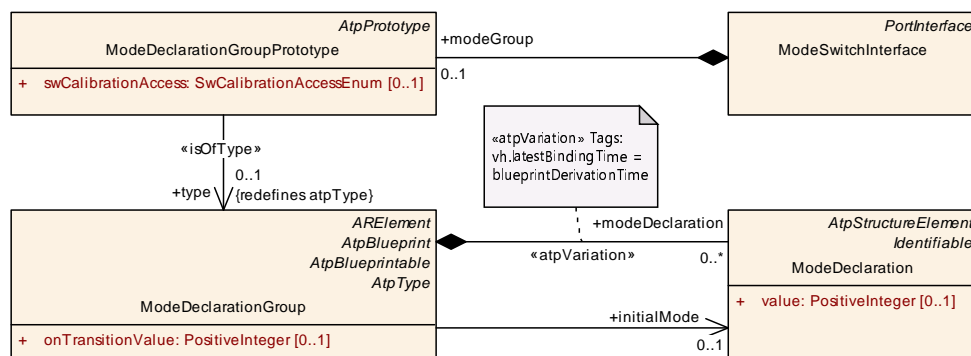 AtpPrototype
ModeDeclarationGroupPrototype
+ swCalibrationAccess: SwCalibrationAccessEnum [0..1]
+modeGroup
0..1
PortInterface
ModeSwitchInterface
«atpVariation» Tags:
vh.latestBindingTime =
blueprintDerivationTime
«isOfType»
+type
0..1
{redefines atpType}
ARElement
AtpBlueprint
AtpBlueprintable
AtpType
ModeDeclarationGroup
+ onTransitionValue: PositiveInteger [0..1]
+modeDeclaration
«atpVariation»
0..*
+initialMode
0..1
AtpStructureElement
Identifiable
ModeDeclaration
+ value: PositiveInteger [0..1]